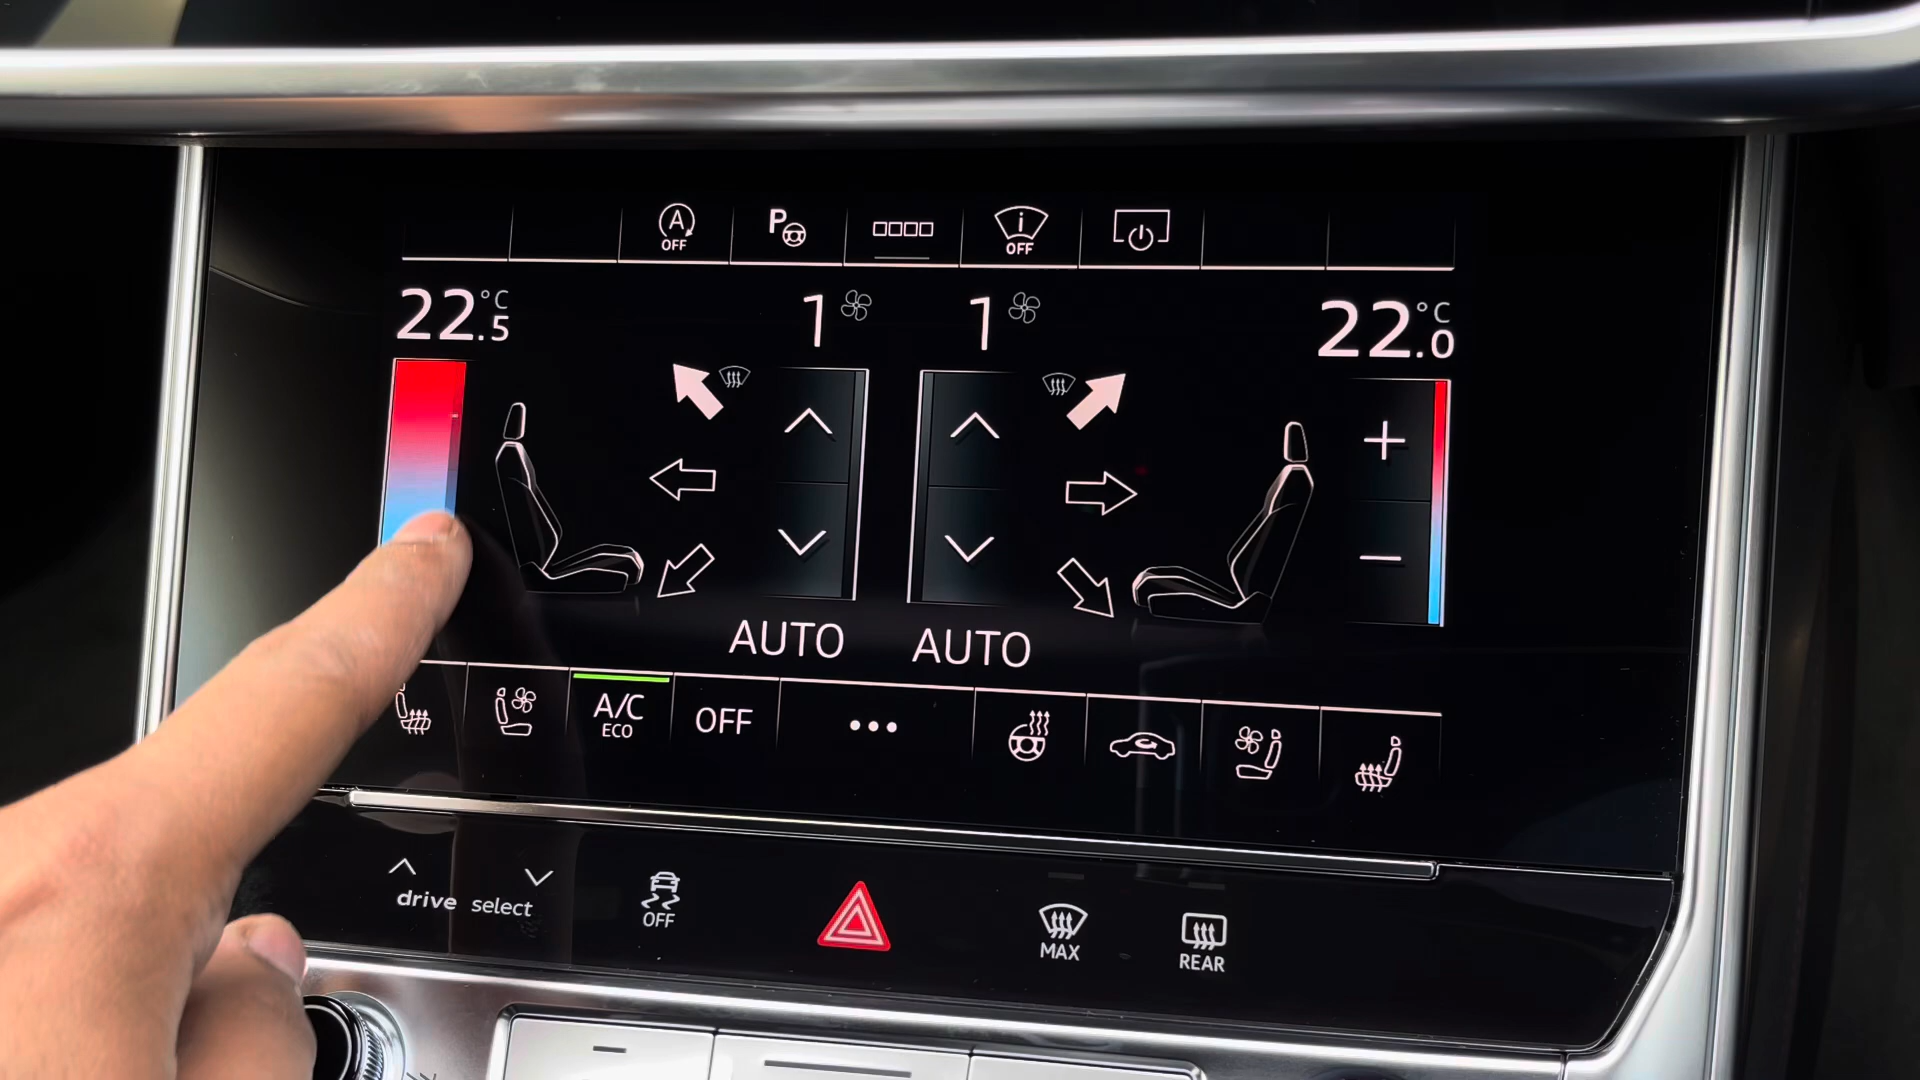 A
OFF
P
i
OFF
22.5 °C
1
1
22.0 °C
AUTO
AUTO
A/C
ECO
OFF
drive select
OFF
MAX
REAR